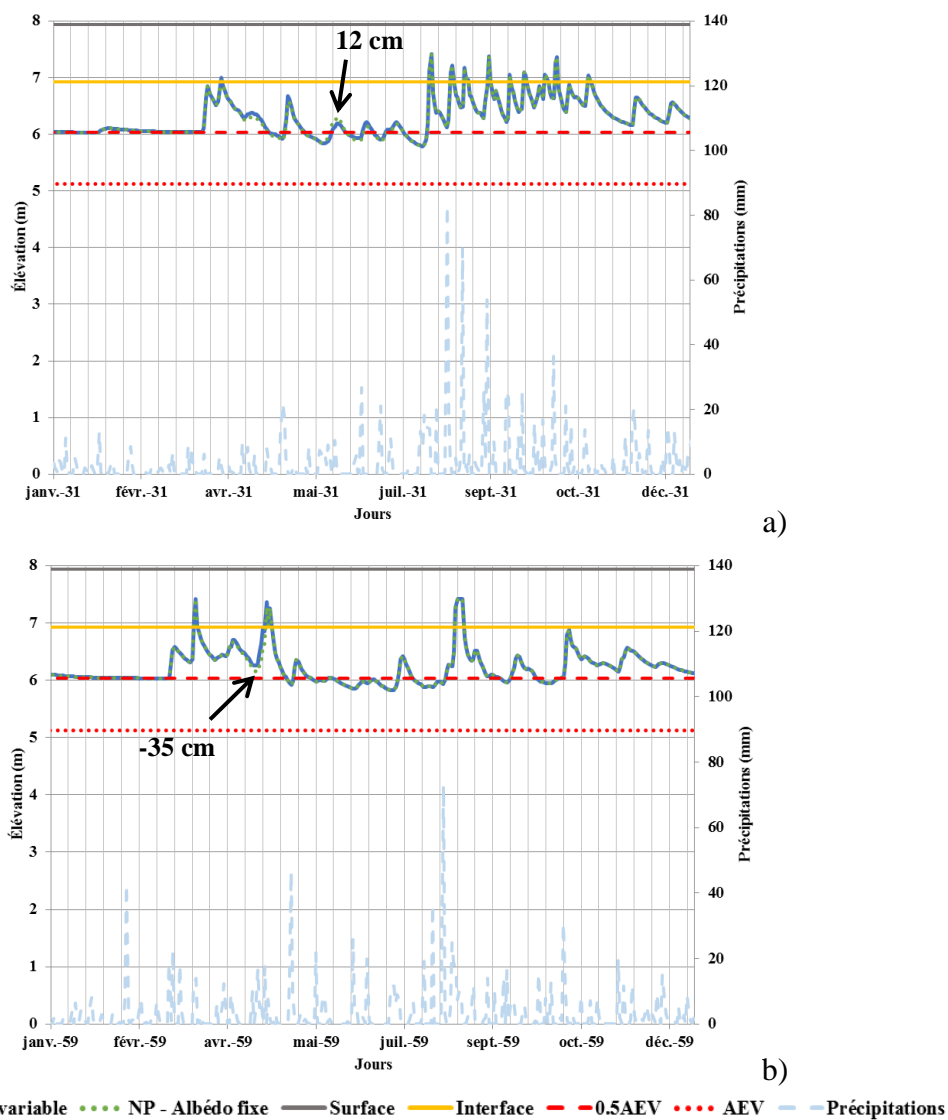 8
7
6
5
4
3
2
1
0
Élévation (m)
140
120
100
80
60
40
20
0
Précipitations (mm)
12 cm
janv.-31
févr.-31
avr.-31
mai-31
juil.-31
sept.-31
oct.-31
déc.-31
Jours
a)
8
7
6
5
4
3
2
1
0
Élévation (m)
140
120
100
80
60
40
20
0
Précipitations (mm)
-35 cm
janv.-59
févr.-59
avr.-59
mai-59
juil.-59
sept.-59
oct.-59
déc.-59
Jours
b)
variable NP - Albédo fixe Surface Interface 0.5AEV AEV Précipitations